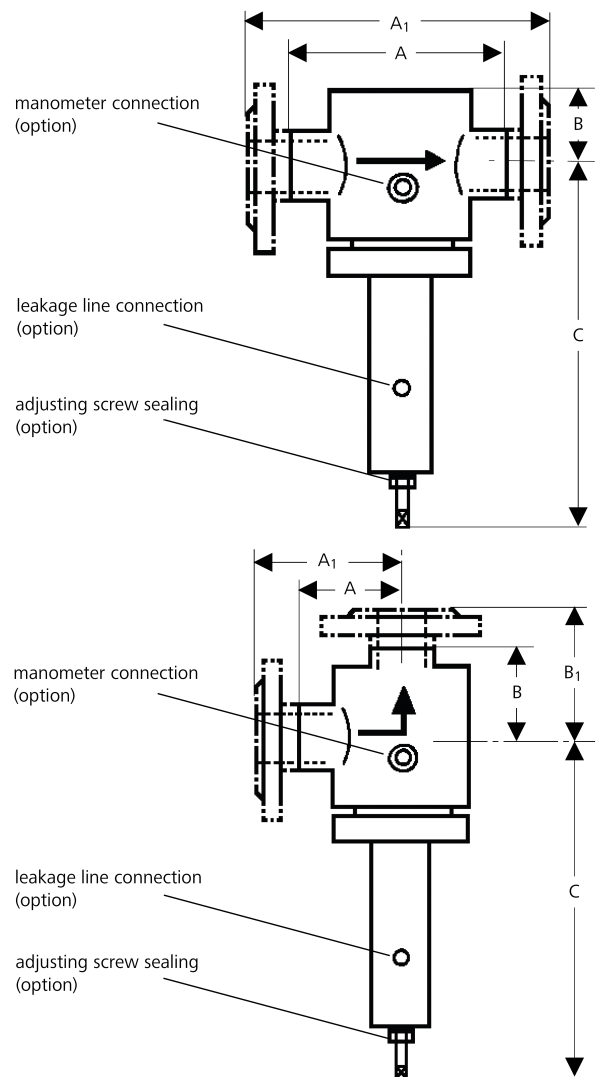 A1
A
manometer connection
(option)
B
leakage line connection
(option)
C
adjusting screw sealing
(option)
A1
A
manometer connection
(option)
B
B1
leakage line connection
(option)
C
adjusting screw sealing
(option)